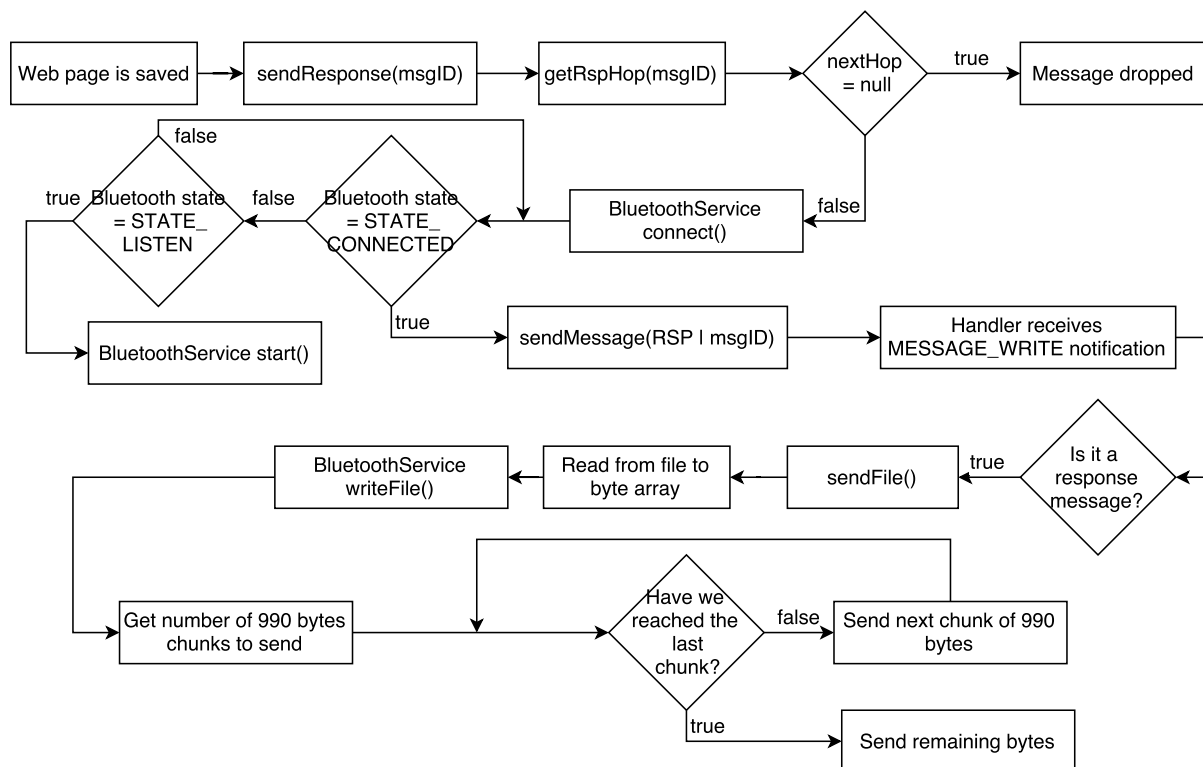 Web page is saved
sendResponse(msgID)
getRspHop(msgID)
nextHop
= null
true
Message dropped
false
BluetoothService
connect()
Bluetooth state
= STATE_
CONNECTED
false
Bluetooth state
= STATE_
LISTEN
false
true
BluetoothService start()
true
sendMessage(RSP | msgID)
Handler receives
MESSAGE_WRITE notification
Is it a
response
message?
true
sendFile()
Read from file to
byte array
BluetoothService
writeFile()
Get number of 990 bytes
chunks to send
Have we
reached the
last
chunk?
false
Send next chunk of 990
bytes
true
Send remaining bytes